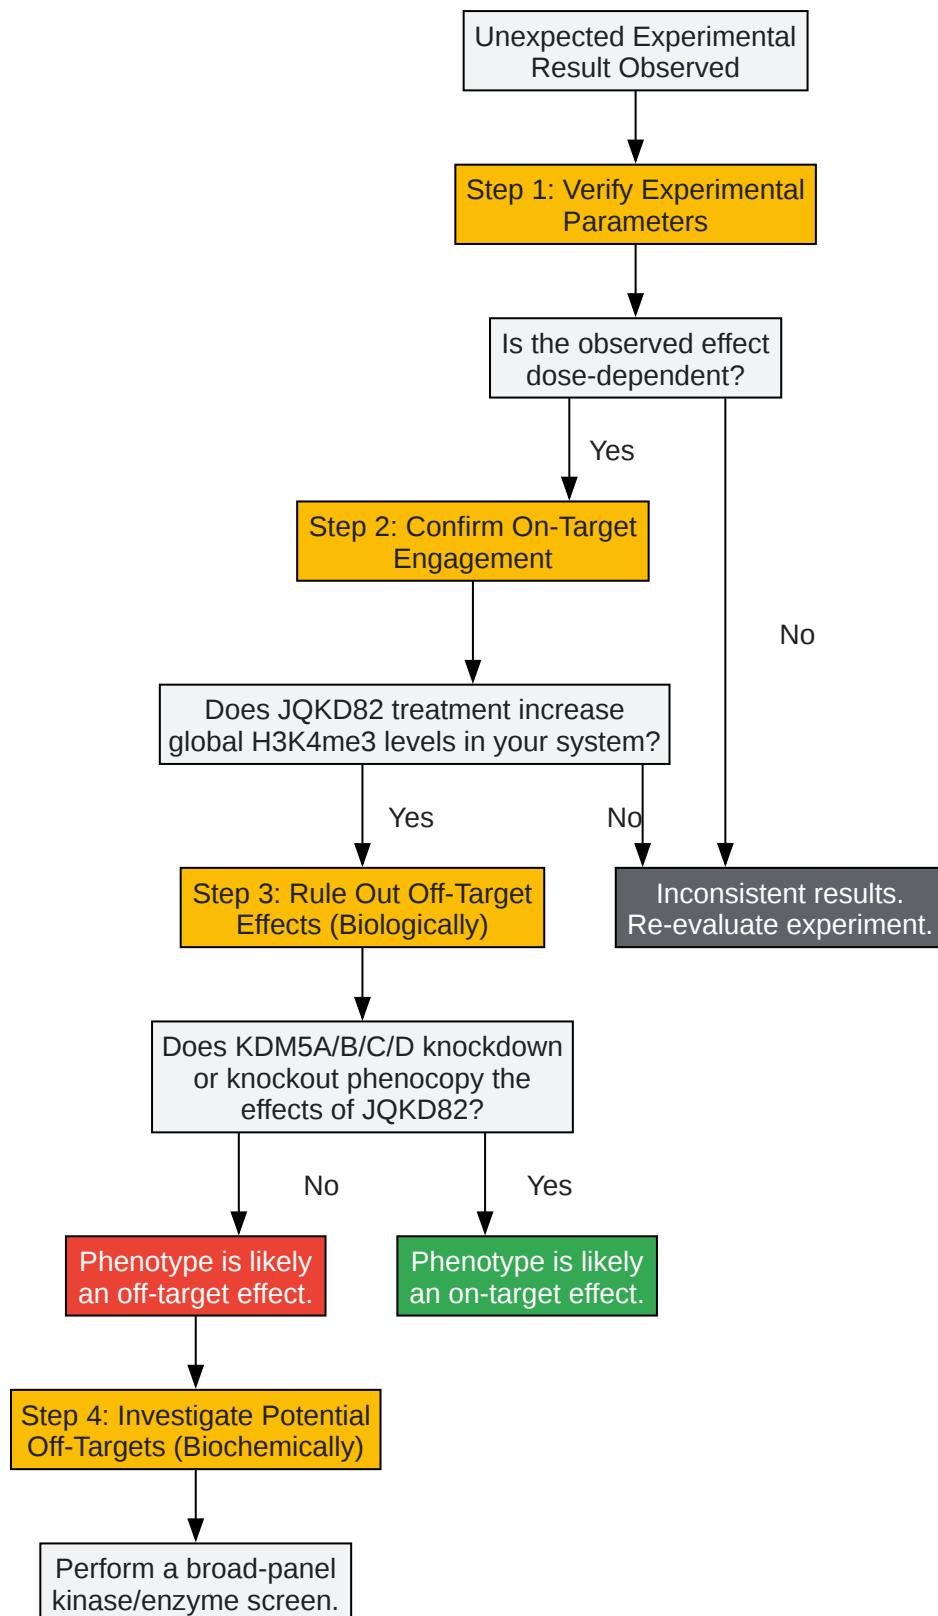 Unexpected Experimental
Result Observed
Step 1: Verify Experimental
Parameters
Is the observed effect
dose-dependent?
Yes
Step 2: Confirm On-Target
Engagement
No
Does JQKD82 treatment increase
global H3K4me3 levels in your system?
Yes
No
Step 3: Rule Out Off-Target
Effects (Biologically)
Inconsistent results.
Re-evaluate experiment.
Does KDM5A/B/C/D knockdown
or knockout phenocopy the
effects of JQKD82?
No
Yes
Phenotype is likely
an off-target effect.
Phenotype is likely
an on-target effect.
Step 4: Investigate Potential
Off-Targets (Biochemically)
Perform a broad-panel
kinase/enzyme screen.